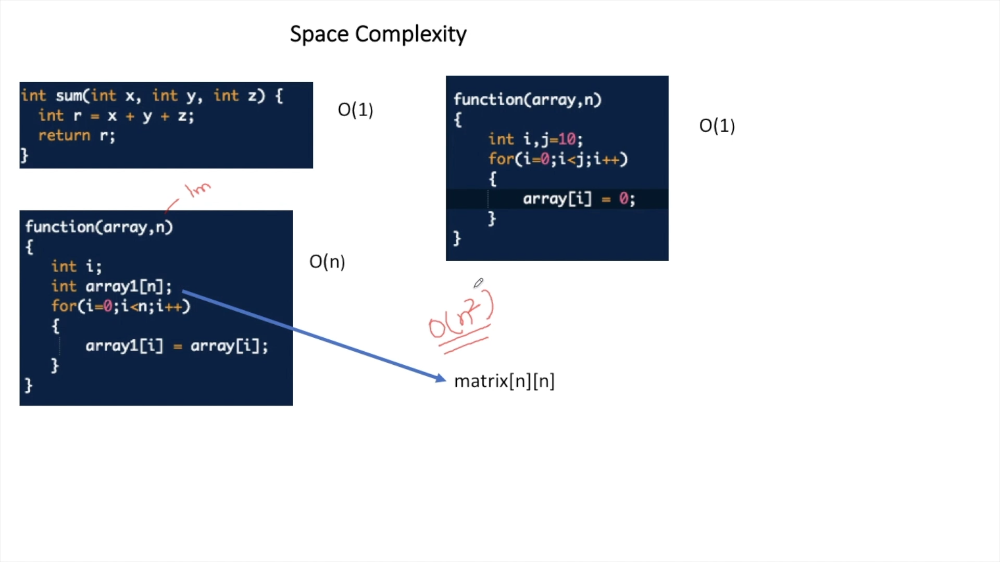 Space Complexity
int sum(int x, int y, int z) {
int r = x + y + z;
return r;
}
O(1)
function(array,n)
{
int i,j=10;
for(i=0;i<j;i++)
{
array[i] = 0;
}
}
O(1)
1m
function(array,n)
{
int i;
int array1[n];
for(i=0;i<n;i++)
{
array1[i] = array[i];
}
}
O(n)
O(n²)
matrix[n][n]